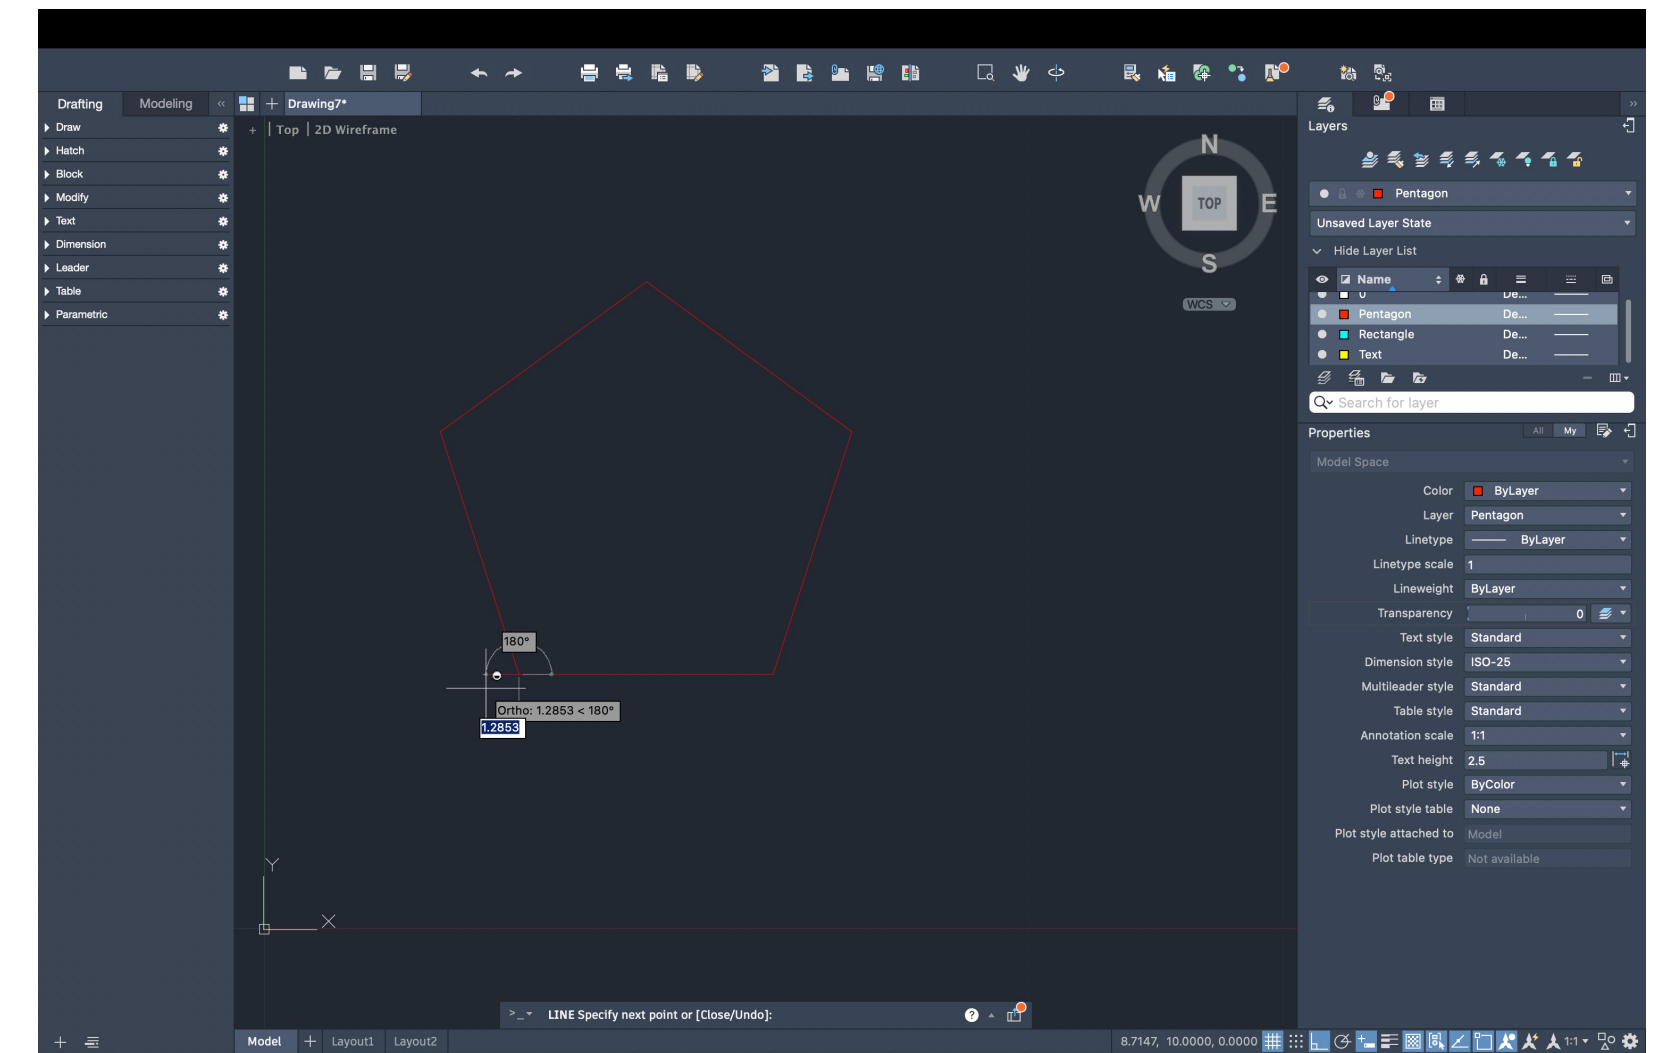 Drafting Modeling
Drawing7*
Draw
Hatch
Block
Modify
Text
Dimension
Leader
Table
Parametric
+ | Top | 2D Wireframe
N
W TOP E
S
WCS
180°
Ortho: 1.2853 < 180°
1.2853
Y
X
>_ LINE Specify next point or [Close/Undo]:
Model + Layout1 Layout2
Layers
Pentagon
Unsaved Layer State
Hide Layer List
Name
0 De...
Pentagon De...
Rectangle De...
Text De...
Search for layer
Properties All My
Model Space
Color ByLayer
Layer Pentagon
Linetype ByLayer
Linetype scale 1
Lineweight ByLayer
Transparency 0
Text style Standard
Dimension style ISO-25
Multileader style Standard
Table style Standard
Annotation scale 1:1
Text height 2.5
Plot style ByColor
Plot style table None
Plot style attached to Model
Plot table type Not available
8.7147, 10.0000, 0.0000 1:1